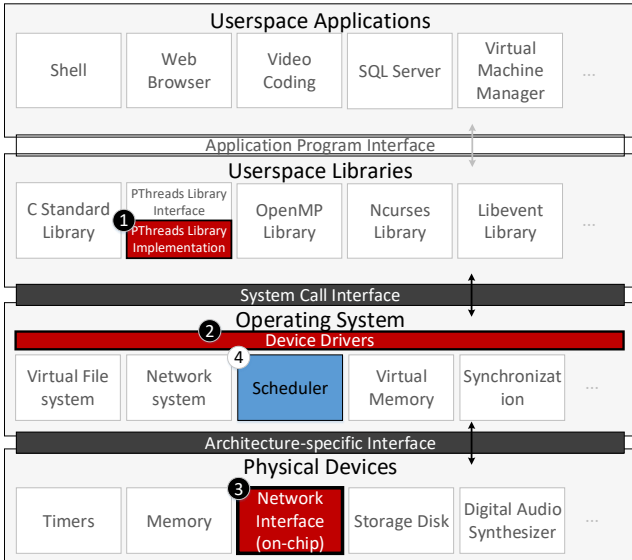 Userspace Applications
Shell
Web
Browser
Video
Coding
SQL Server
Virtual
Machine
Manager
...
Application Program Interface
Userspace Libraries
C Standard
Library
1
PThreads Library
Interface
PThreads Library
Implementation
OpenMP
Library
Ncurses
Library
Libevent
Library
...
System Call Interface
Operating System
2
Device Drivers
Virtual File
system
Network
system
4
Scheduler
Virtual
Memory
Synchronizat
ion
...
Architecture-specific Interface
Physical Devices
Timers
Memory
3
Network
Interface
(on-chip)
Storage Disk
Digital Audio
Synthesizer
...